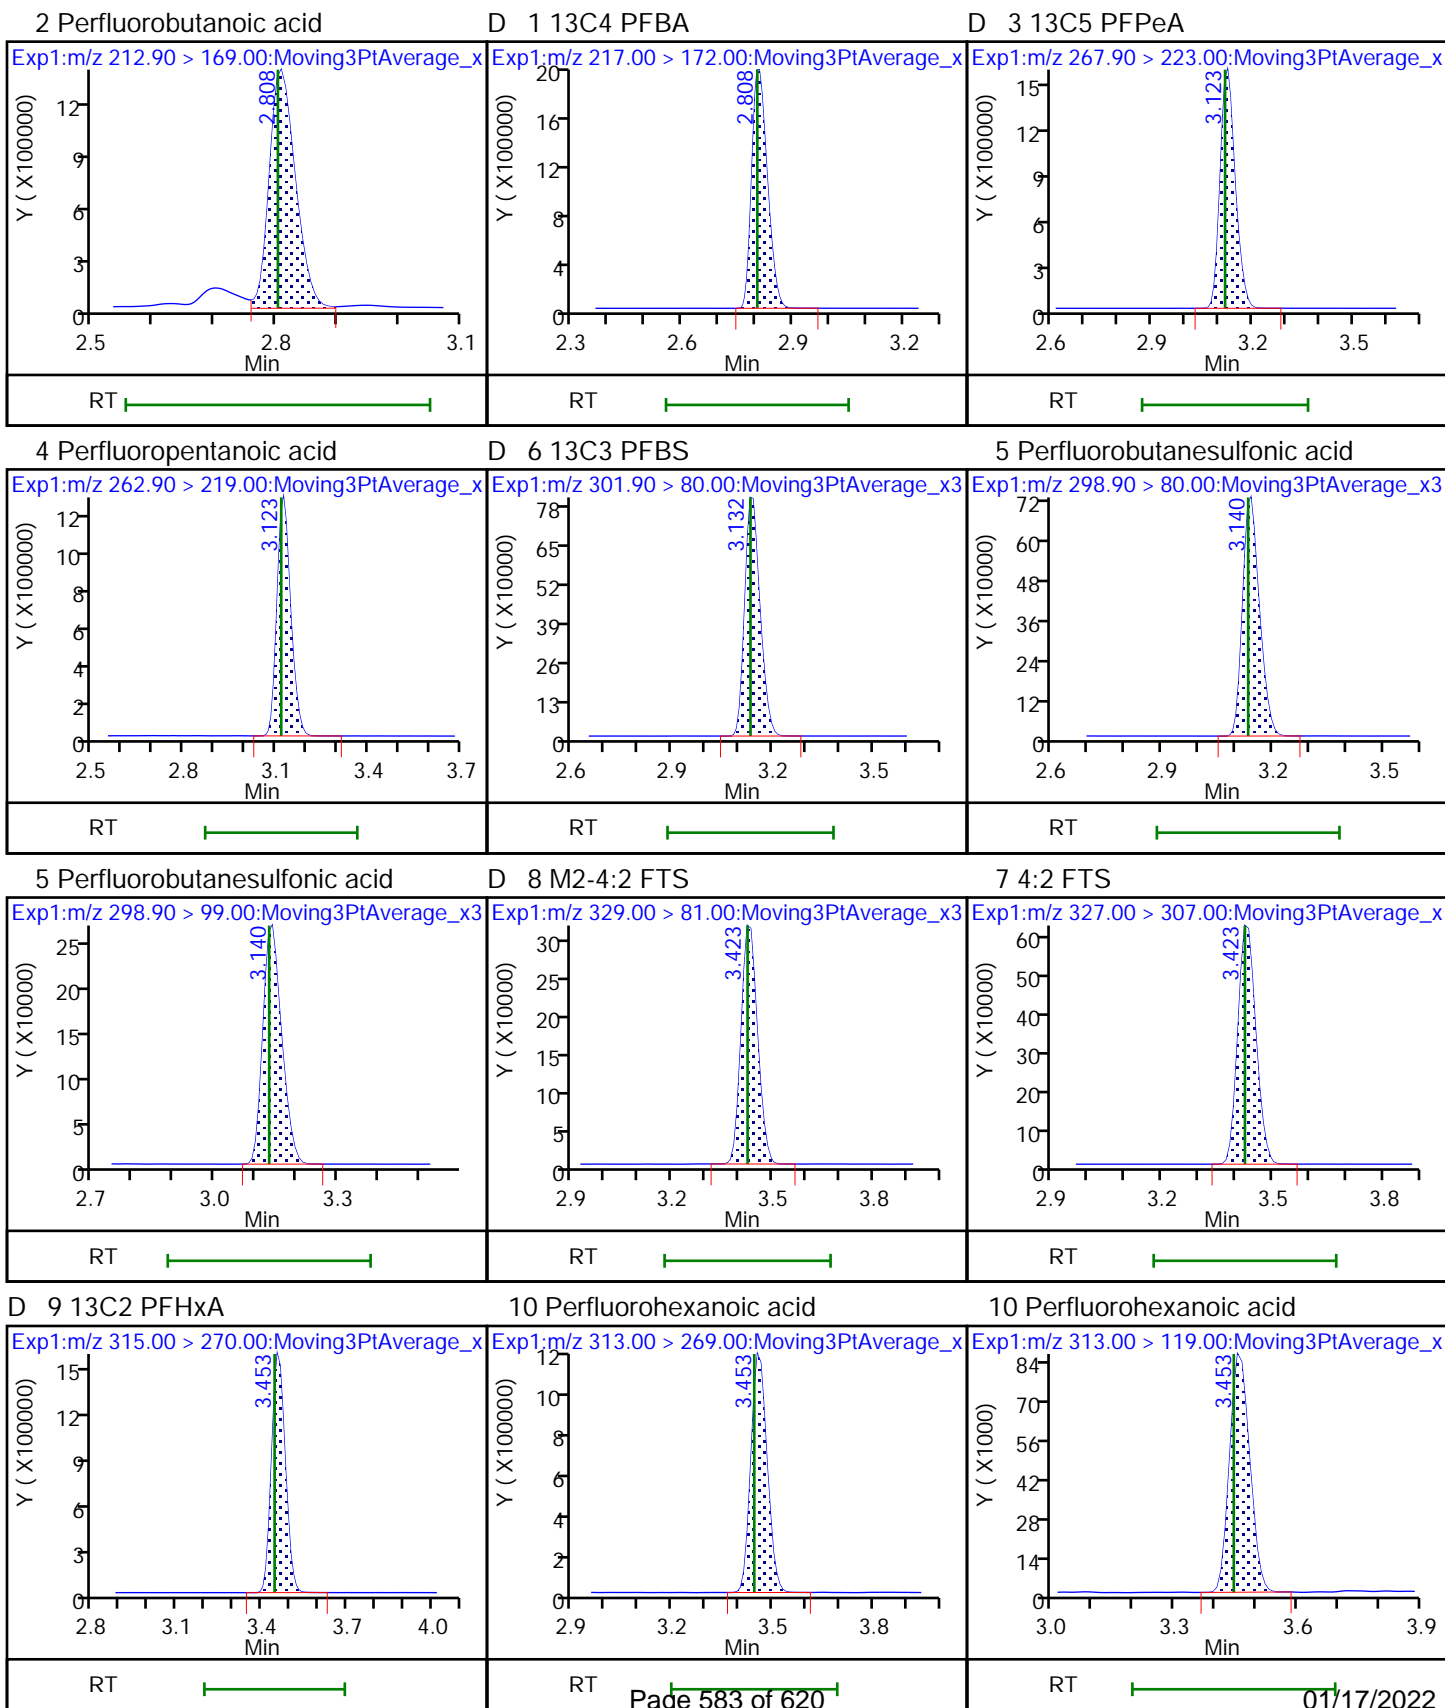 2 Perfluorobutanoic acid
Exp1:m/z 212.90 > 169.00:Moving3PtAverage_x
Y ( X100000)
12
9
6
3
0
2.808
2.5 2.8 3.1
Min
RT
D 1 13C4 PFBA
Exp1:m/z 217.00 > 172.00:Moving3PtAverage_x
Y ( X100000)
20
16
12
8
4
0
2.808
2.3 2.6 2.9 3.2
Min
RT
D 3 13C5 PFPeA
Exp1:m/z 267.90 > 223.00:Moving3PtAverage_x
Y ( X100000)
15
12
9
6
3
0
3.123
2.6 2.9 3.2 3.5
Min
RT
4 Perfluoropentanoic acid
Exp1:m/z 262.90 > 219.00:Moving3PtAverage_x
Y ( X100000)
12
10
8
6
4
2
0
3.123
2.5 2.8 3.1 3.4 3.7
Min
RT
D 6 13C3 PFBS
Exp1:m/z 301.90 > 80.00:Moving3PtAverage_x3
Y ( X10000)
78
65
52
39
26
13
0
3.132
2.6 2.9 3.2 3.5
Min
RT
5 Perfluorobutanesulfonic acid
Exp1:m/z 298.90 > 80.00:Moving3PtAverage_x3
Y ( X10000)
72
60
48
36
24
12
0
3.140
2.6 2.9 3.2 3.5
Min
RT
5 Perfluorobutanesulfonic acid
Exp1:m/z 298.90 > 99.00:Moving3PtAverage_x3
Y ( X10000)
25
20
15
10
5
0
3.140
2.7 3.0 3.3
Min
RT
D 8 M2-4:2 FTS
Exp1:m/z 329.00 > 81.00:Moving3PtAverage_x3
Y ( X10000)
30
25
20
15
10
5
0
3.423
2.9 3.2 3.5 3.8
Min
RT
7 4:2 FTS
Exp1:m/z 327.00 > 307.00:Moving3PtAverage_x
Y ( X10000)
60
50
40
30
20
10
0
3.423
2.9 3.2 3.5 3.8
Min
RT
D 9 13C2 PFHxA
Exp1:m/z 315.00 > 270.00:Moving3PtAverage_x
Y ( X100000)
15
12
9
6
3
0
3.453
2.8 3.1 3.4 3.7 4.0
Min
RT
10 Perfluorohexanoic acid
Exp1:m/z 313.00 > 269.00:Moving3PtAverage_x
Y ( X100000)
12
10
8
6
4
2
0
3.453
2.9 3.2 3.5 3.8
Min
RT
10 Perfluorohexanoic acid
Exp1:m/z 313.00 > 119.00:Moving3PtAverage_x
Y ( X1000)
84
70
56
42
28
14
0
3.453
3.0 3.3 3.6 3.9
Min
RT
Page 583 of 620
01/17/2022